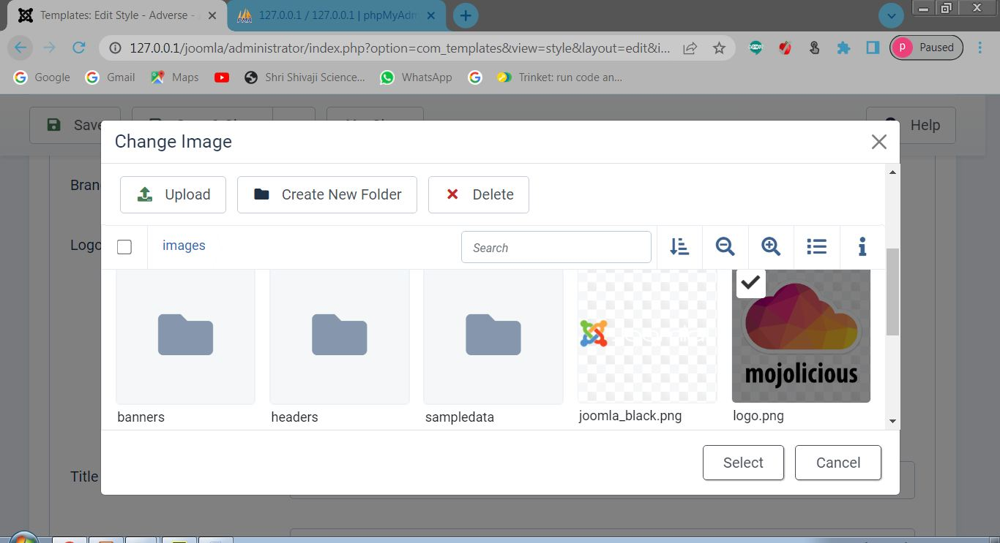 Templates: Edit Style - Adverse -
127.0.0.1 / 127.0.0.1 | phpMyAdm
127.0.0.1/joomla/administrator/index.php?option=com_templates&view=style&layout=edit&i...
P Paused
Google
Gmail
Maps
Shri Shivaji Science...
WhatsApp
Trinket: run code an...
Save
Help
Change Image
Bran
Upload
Create New Folder
Delete
Logo
images
Search
mojolicious
banners
headers
sampledata
joomla_black.png
logo.png
Select
Cancel
Title